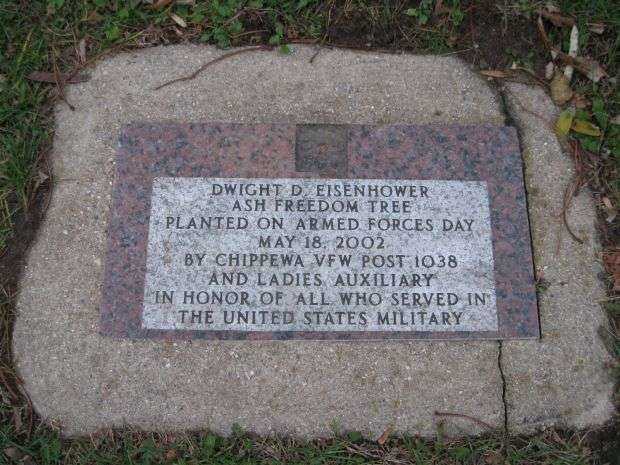 DWIGHT D. EISENHOWER
ASH FREEDOM TREE
PLANTED ON ARMED FORCES DAY
MAY 18, 2002
BY CHIPPEWA VFW POST 1038
AND LADIES AUXILIARY
IN HONOR OF ALL WHO SERVED IN
THE UNITED STATES MILITARY